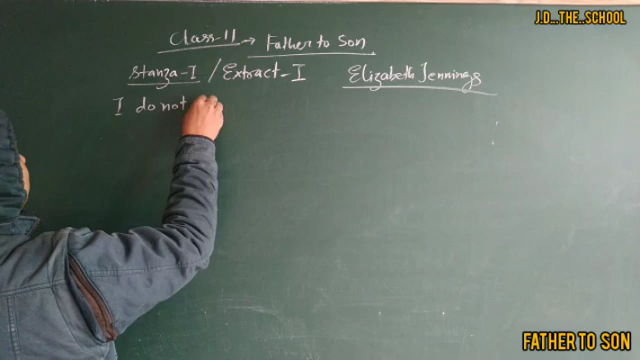 J.D...THE..SCHOOL
Class-11 → Father to Son
Stanza-I / Extract-I Elizabeth Jennings
I do not
FATHER TO SON